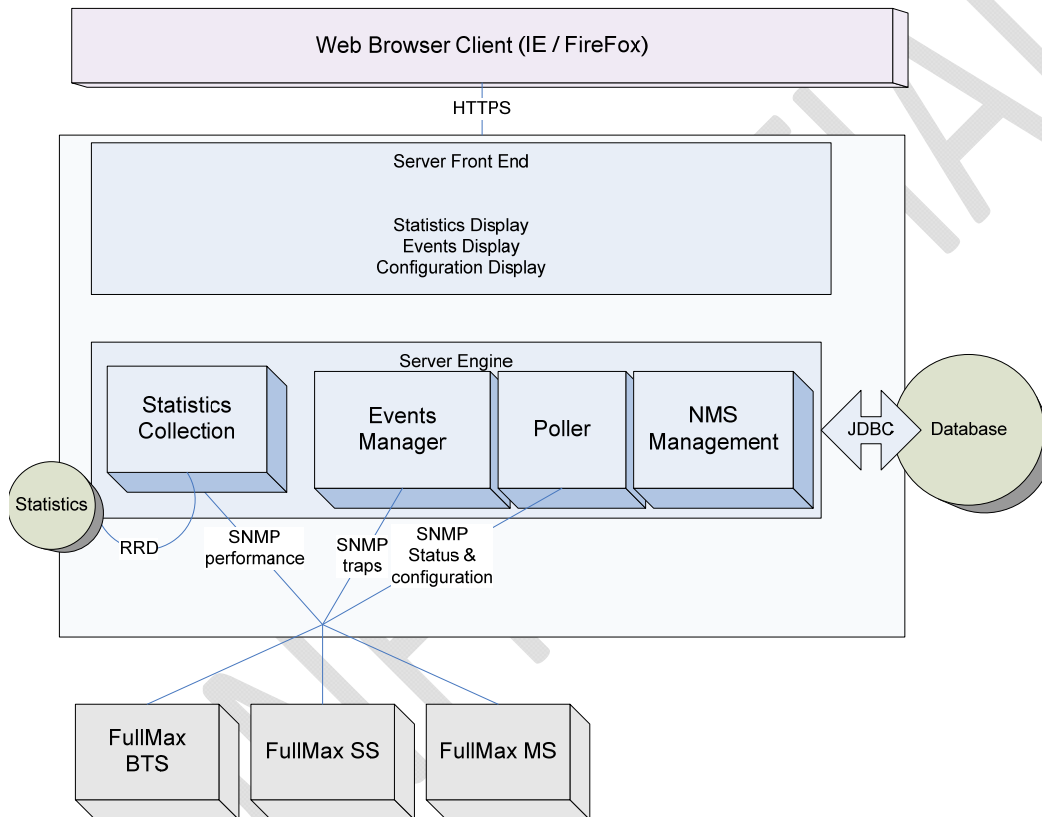 Web Browser Client (IE / FireFox)
HTTPS
Server Front End
Statistics Display
Events Display
Configuration Display
Server Engine
Statistics
Collection
Events
Manager
Poller
NMS
Management
JDBC
Database
Statistics
RRD
SNMP
performance
SNMP
traps
SNMP
Status &
configuration
FullMax
BTS
FullMax SS
FullMax MS